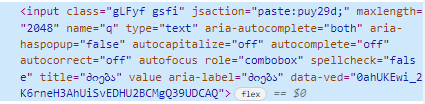 <input class="gLFyf gsfi" jsaction="paste:puy29d;" maxlength=
"2048" name="q" type="text" aria-autocomplete="both" aria-
haspopup="false" autocapitalize="off" autocomplete="off"
autocorrect="off" autofocus role="combobox" spellcheck="fals
e" title="ძიება" value aria-label="ძიება" data-ved="0ahUKEwi_2
K6rneH3AhUiSvEDHU2BCMgQ39UDCAQ"> flex == $0